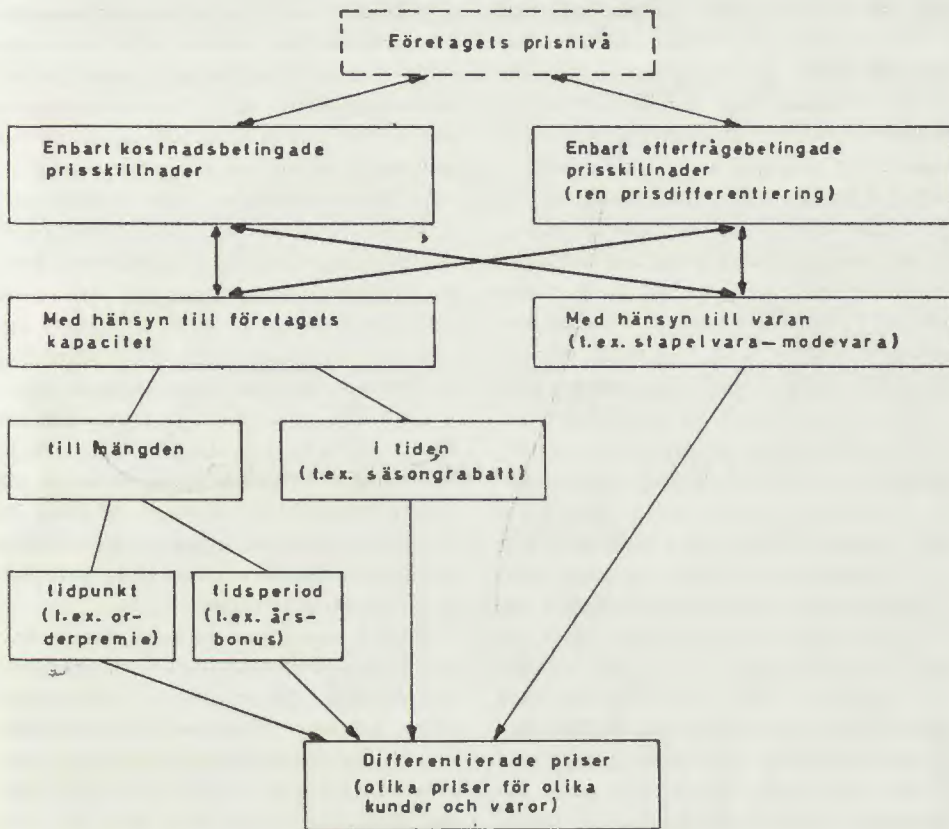 Företagets prisnivå
Enbart kostnadsbetingade
prisskillnader
Enbart efterfrågebetingade
prisskillnader
(ren prisdifferentiering)
Med hänsyn till företagets
kapacitet
Med hänsyn till varan
(t.ex. stapelvara—modevara)
till mängden
i tiden
(t.ex. säsongrabatt)
tidpunkt
(t.ex. or-
derpremie)
tidsperiod
(t.ex. års-
bonus)
Differentierade priser
(olika priser för olika
kunder och varor)